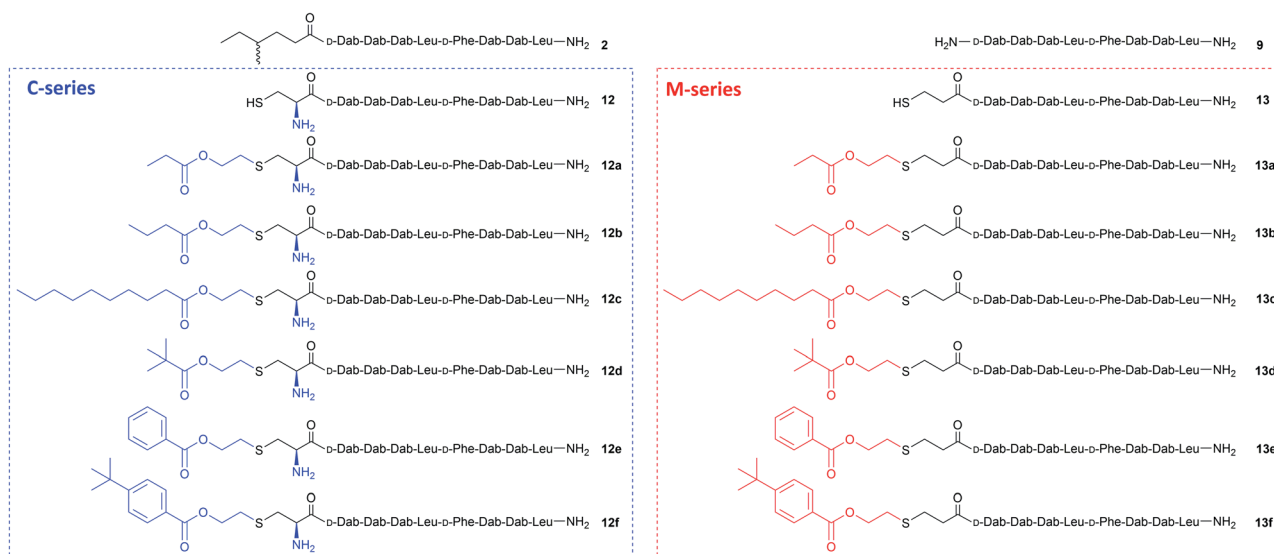 O
D-Dab-Dab-Dab-Leu-D-Phe-Dab-Dab-Leu—NH₂ 2
H₂N—D-Dab-Dab-Dab-Leu-D-Phe-Dab-Dab-Leu—NH₂ 9
C-series
O
HS D-Dab-Dab-Dab-Leu-D-Phe-Dab-Dab-Leu—NH₂ 12
NH₂
O
O S D-Dab-Dab-Dab-Leu-D-Phe-Dab-Dab-Leu—NH₂ 12a
O NH₂
O
O S D-Dab-Dab-Dab-Leu-D-Phe-Dab-Dab-Leu—NH₂ 12b
O NH₂
O
O S D-Dab-Dab-Dab-Leu-D-Phe-Dab-Dab-Leu—NH₂ 12c
O NH₂
O
O S D-Dab-Dab-Dab-Leu-D-Phe-Dab-Dab-Leu—NH₂ 12d
O NH₂
O
O S D-Dab-Dab-Dab-Leu-D-Phe-Dab-Dab-Leu—NH₂ 12e
O NH₂
O
O S D-Dab-Dab-Dab-Leu-D-Phe-Dab-Dab-Leu—NH₂ 12f
O NH₂
M-series
O
HS D-Dab-Dab-Dab-Leu-D-Phe-Dab-Dab-Leu—NH₂ 13
O
O S D-Dab-Dab-Dab-Leu-D-Phe-Dab-Dab-Leu—NH₂ 13a
O
O
O S D-Dab-Dab-Dab-Leu-D-Phe-Dab-Dab-Leu—NH₂ 13b
O
O
O S D-Dab-Dab-Dab-Leu-D-Phe-Dab-Dab-Leu—NH₂ 13c
O
O
O S D-Dab-Dab-Dab-Leu-D-Phe-Dab-Dab-Leu—NH₂ 13d
O
O
O S D-Dab-Dab-Dab-Leu-D-Phe-Dab-Dab-Leu—NH₂ 13e
O
O
O S D-Dab-Dab-Dab-Leu-D-Phe-Dab-Dab-Leu—NH₂ 13f
O